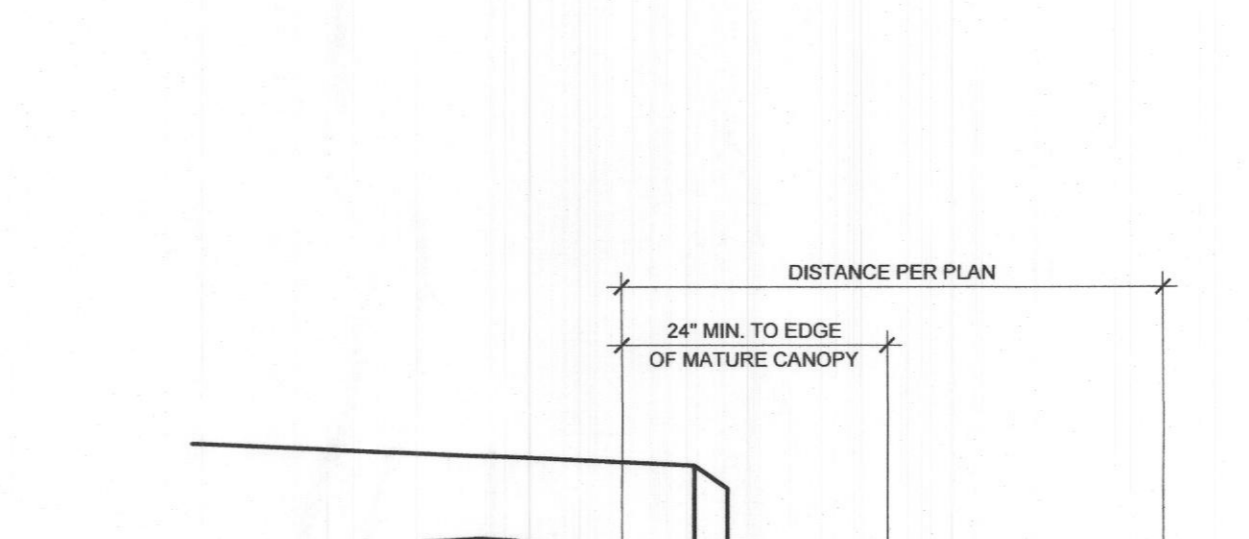 DISTANCE PER PLAN
24" MIN. TO EDGE
OF MATURE CANOPY